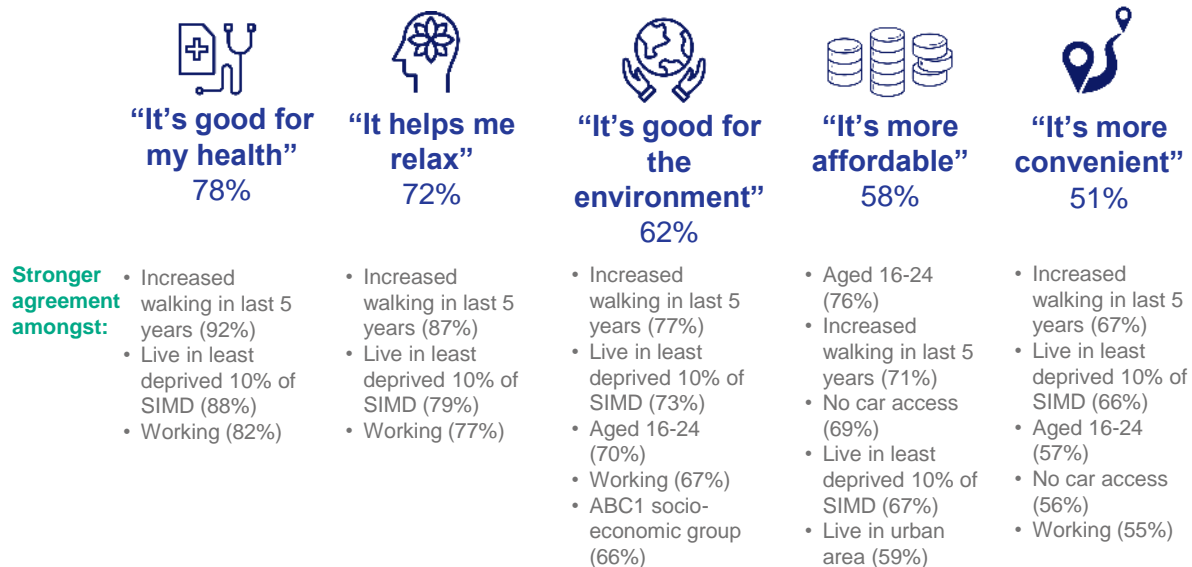 “It’s good for
my health”
78%
“It helps me
relax”
72%
“It’s good for
the
environment”
62%
“It’s more
affordable”
58%
“It’s more
convenient”
51%
Stronger
agreement
amongst:
• Increased
walking in last 5
years (92%)
• Live in least
deprived 10% of
SIMD (88%)
• Working (82%)
• Increased
walking in last 5
years (87%)
• Live in least
deprived 10% of
SIMD (79%)
• Working (77%)
• Increased
walking in last 5
years (77%)
• Live in least
deprived 10% of
SIMD (73%)
• Aged 16-24
(70%)
• Working (67%)
• ABC1 socio-
economic group
(66%)
• Aged 16-24
(76%)
• Increased
walking in last 5
years (71%)
• No car access
(69%)
• Live in least
deprived 10% of
SIMD (67%)
• Live in urban
area (59%)
• Increased
walking in last 5
years (67%)
• Live in least
deprived 10% of
SIMD (66%)
• Aged 16-24
(57%)
• No car access
(56%)
• Working (55%)